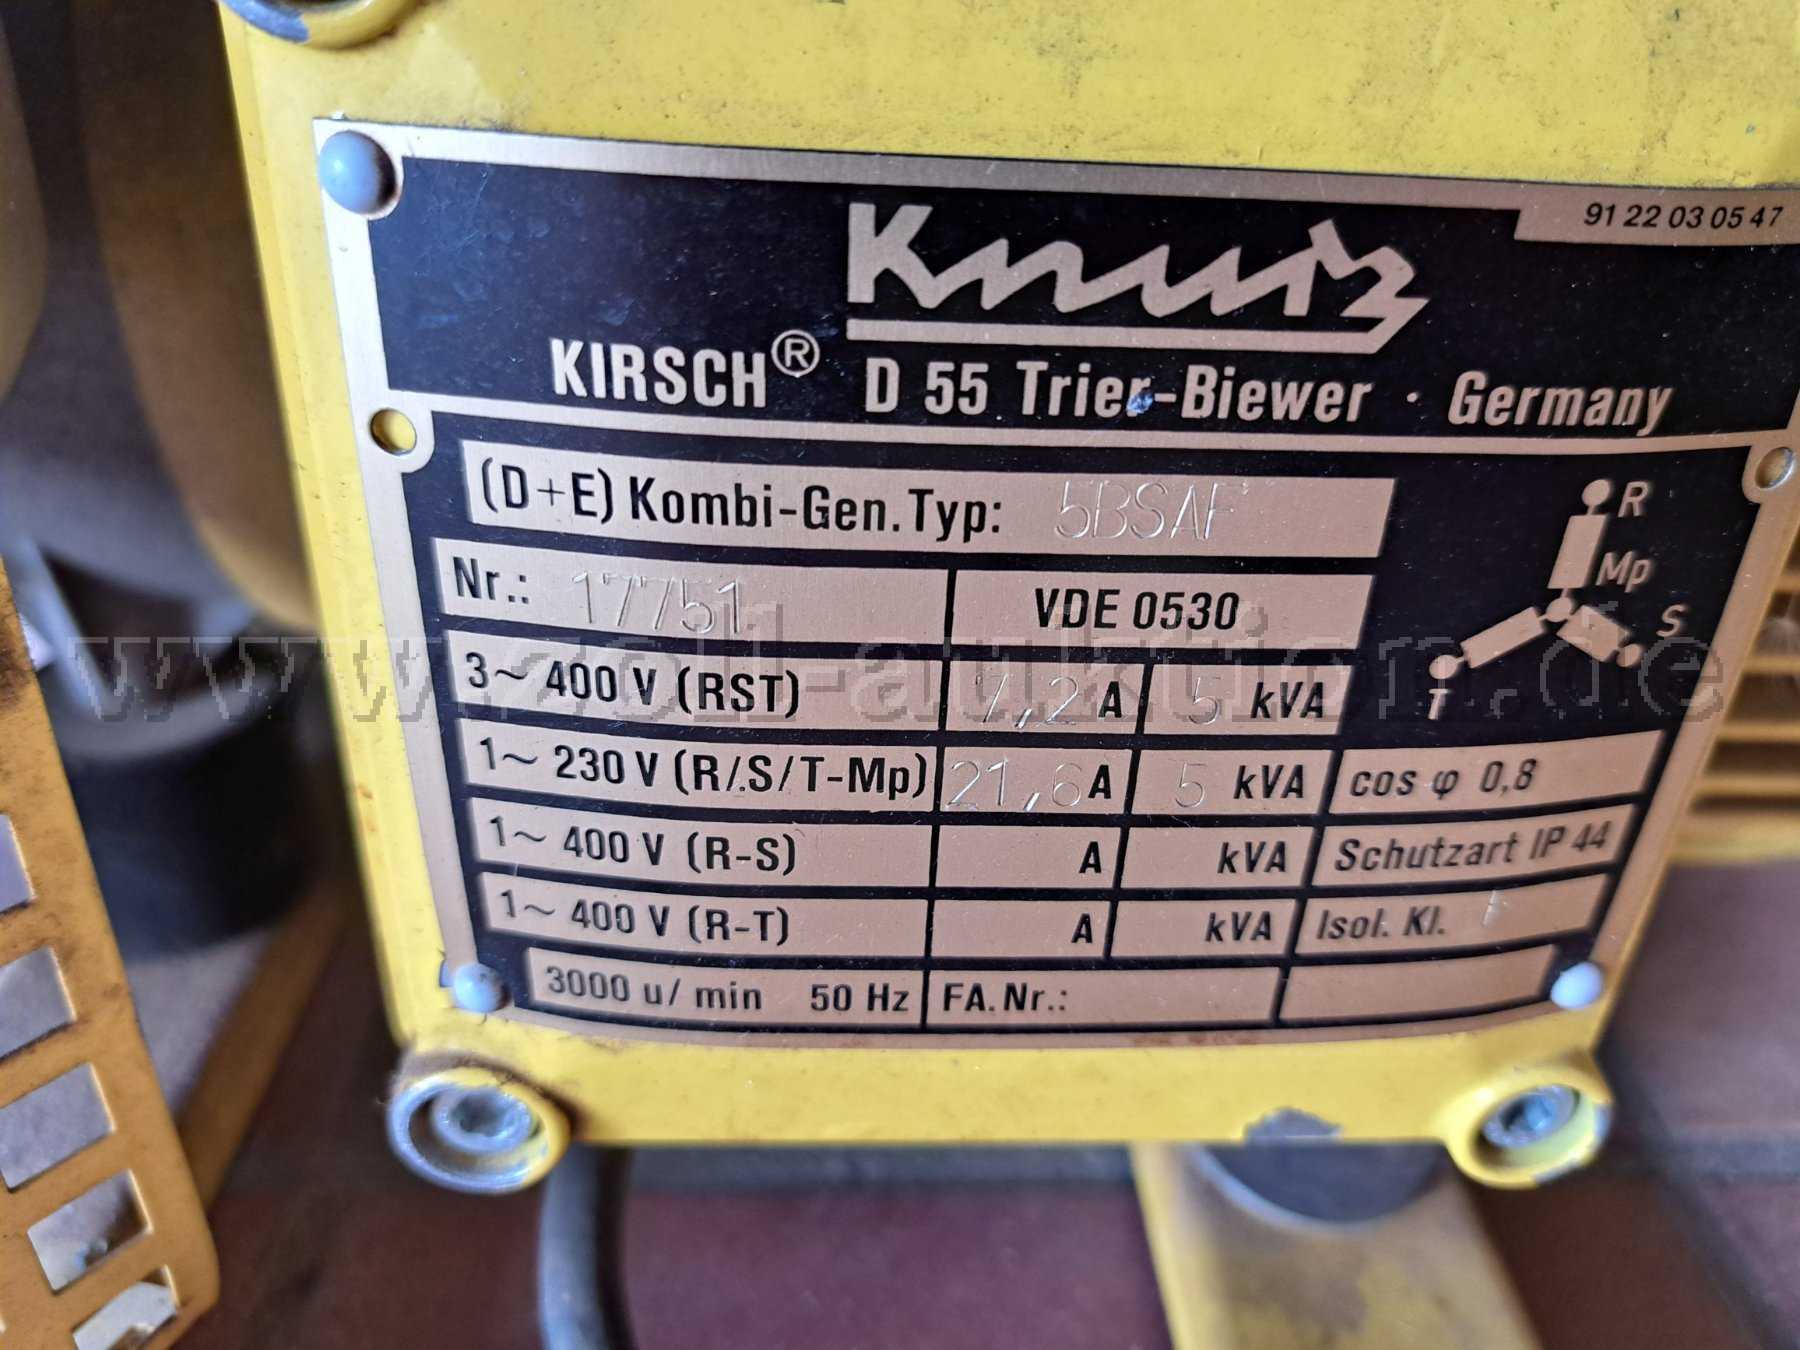 91 22 03 05 47
Knurz
KIRSCH® D 55 Trier-Biewer · Germany
(D+E) Kombi-Gen. Typ: 5BSAF
R
Nr.: 17751 VDE 0530
Mp
S
T
3~ 400 V (RST) 7,2 A 5 kVA
1~ 230 V (R/S/T-Mp) 21,6 A 5 kVA cos φ 0,8
1~ 400 V (R-S) A kVA Schutzart IP 44
1~ 400 V (R-T) A kVA Isol. Kl. F
3000 u/ min 50 Hz FA. Nr.:
www.zoll-auktion.de